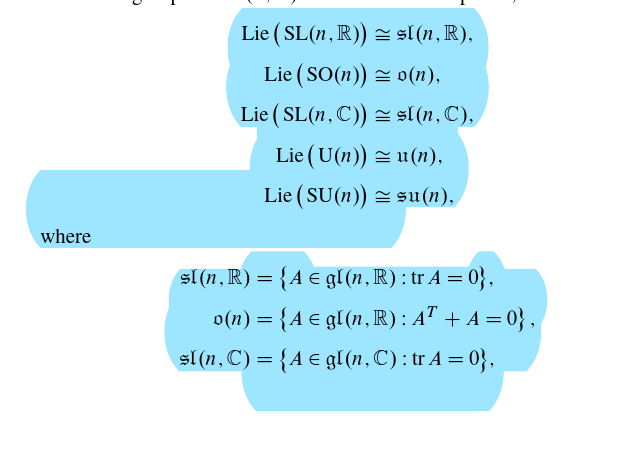 Lie(SL(n, ℝ)) ≅ 𝔰𝔩(n, ℝ),
Lie(SO(n)) ≅ 𝔬(n),
Lie(SL(n, ℂ)) ≅ 𝔰𝔩(n, ℂ),
Lie(U(n)) ≅ 𝔲(n),
Lie(SU(n)) ≅ 𝔰𝔲(n),
where
𝔰𝔩(n, ℝ) = {A ∈ 𝔤𝔩(n, ℝ) : tr A = 0},
𝔬(n) = {A ∈ 𝔤𝔩(n, ℝ) : Aᵀ + A = 0},
𝔰𝔩(n, ℂ) = {A ∈ 𝔤𝔩(n, ℂ) : tr A = 0},